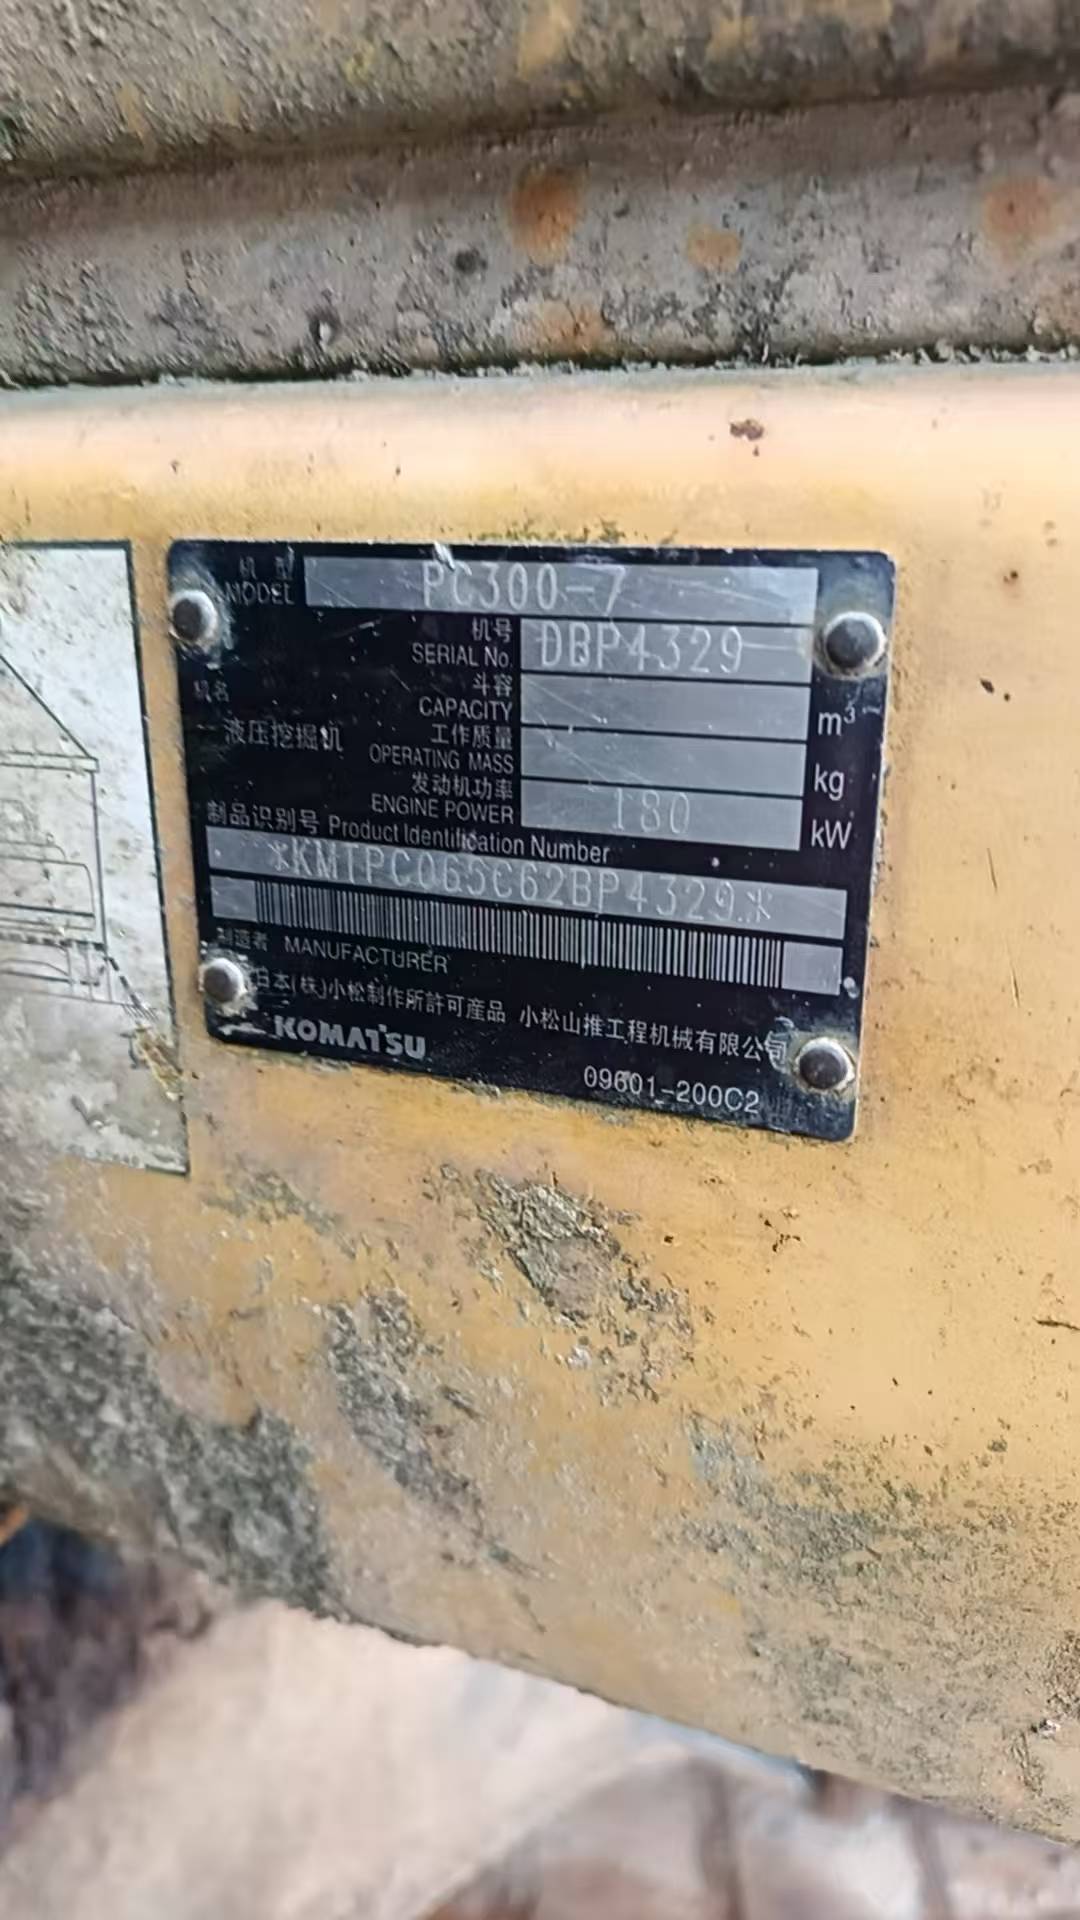 机型
MODEL PC300-7
机号
SERIAL No. DBP4329
机名
斗容
CAPACITY m³
液压挖掘机
工作质量
OPERATING MASS kg
发动机功率
ENGINE POWER 180 kW
制品识别号 Product Identification Number
*KMTPC065C62BP4329*
制造者 MANUFACTURER
日本(株)小松制作所許可産品 小松山推工程机械有限公司
KOMATSU
09601-200C2